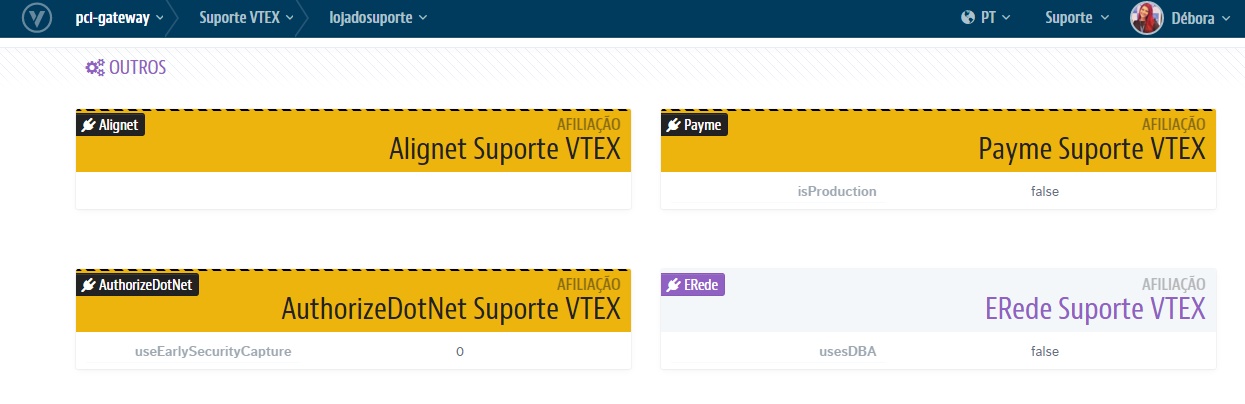 pci-gateway Suporte VTEX lojadosuporte PT Suporte Débora
OUTROS
Alignet AFILIAÇÃO
Alignet Suporte VTEX
Payme AFILIAÇÃO
Payme Suporte VTEX
isProduction false
AuthorizeDotNet AFILIAÇÃO
AuthorizeDotNet Suporte VTEX
useEarlySecurityCapture 0
ERede AFILIAÇÃO
ERede Suporte VTEX
usesDBA false